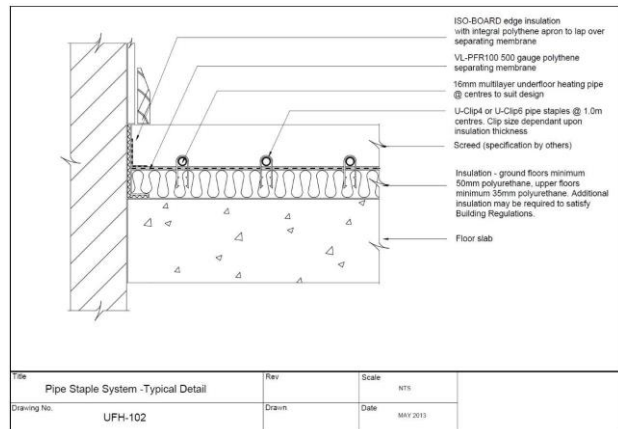 ISO-BOARD edge insulation
with integral polythene apron to lap over
separating membrane
VL-PFR100 500 gauge polythene
separating membrane
16mm multilayer underfloor heating pipe
@ centres to suit design
U-Clip4 or U-Clip6 pipe staples @ 1.0m
centres. Clip size dependant upon
insulation thickness
Screed (specification by others)
Insulation - ground floors minimum
50mm polyurethane, upper floors
minimum 35mm polyurethane. Additional
insulation may be required to satisfy
Building Regulations.
Floor slab
Title
Pipe Staple System -Typical Detail
Rev
Scale
NTS
Drawing No.
UFH-102
Drawn
Date
MAY 2013